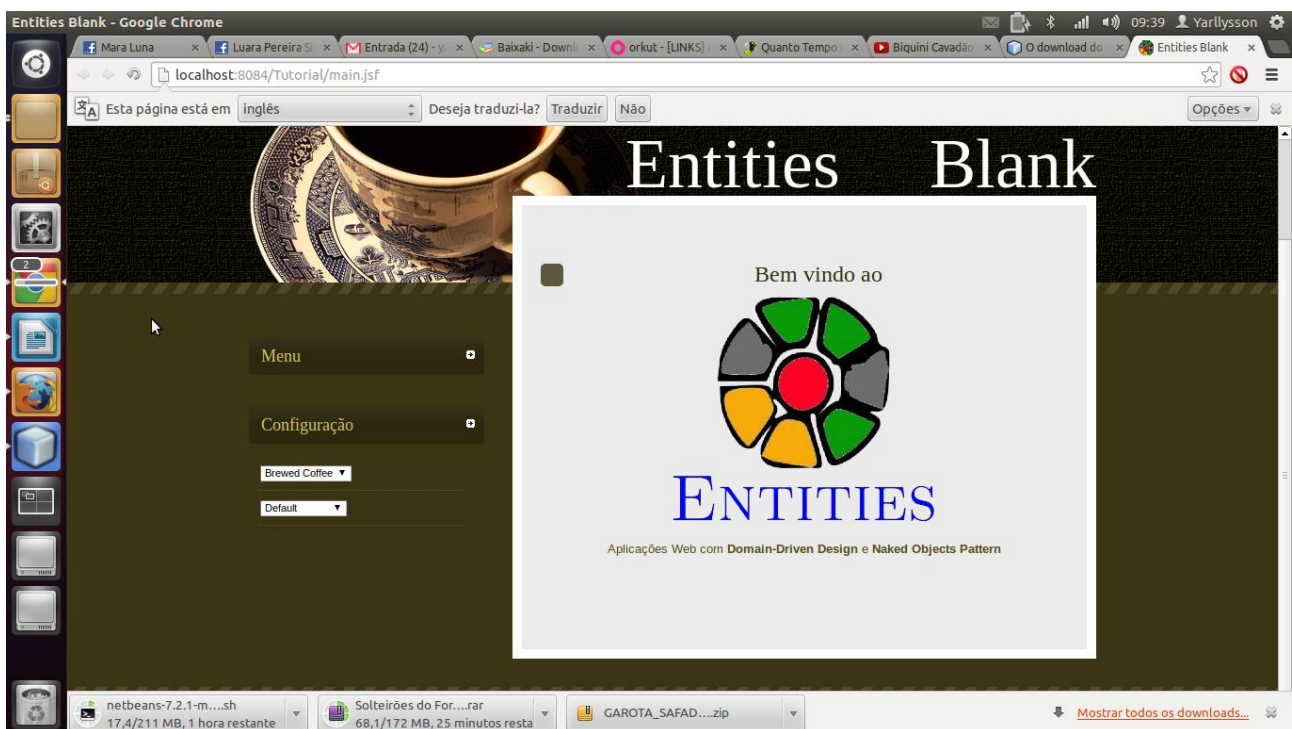 Entities Blank - Google Chrome
09:39 Yarllysson
Mara Luna
Luara Pereira Si
Entrada (24) - y
Baixaki - Downl
orkut - [LINKS]
Quanto Tempo
Biquini Cavadão
O download do
Entities Blank
localhost:8084/Tutorial/main.jsf
Esta página está em inglês Deseja traduzi-la? Traduzir Não Opções
Entities Blank
Bem vindo ao
Menu
Configuração
Brewed Coffee
Default
ENTITIES
Aplicações Web com Domain-Driven Design e Naked Objects Pattern
2
netbeans-7.2.1-m....sh
17,4/211 MB, 1 hora restante
Solteirões do For....rar
68,1/172 MB, 25 minutos resta
GAROTA_SAFAD....zip
Mostrar todos os downloads...